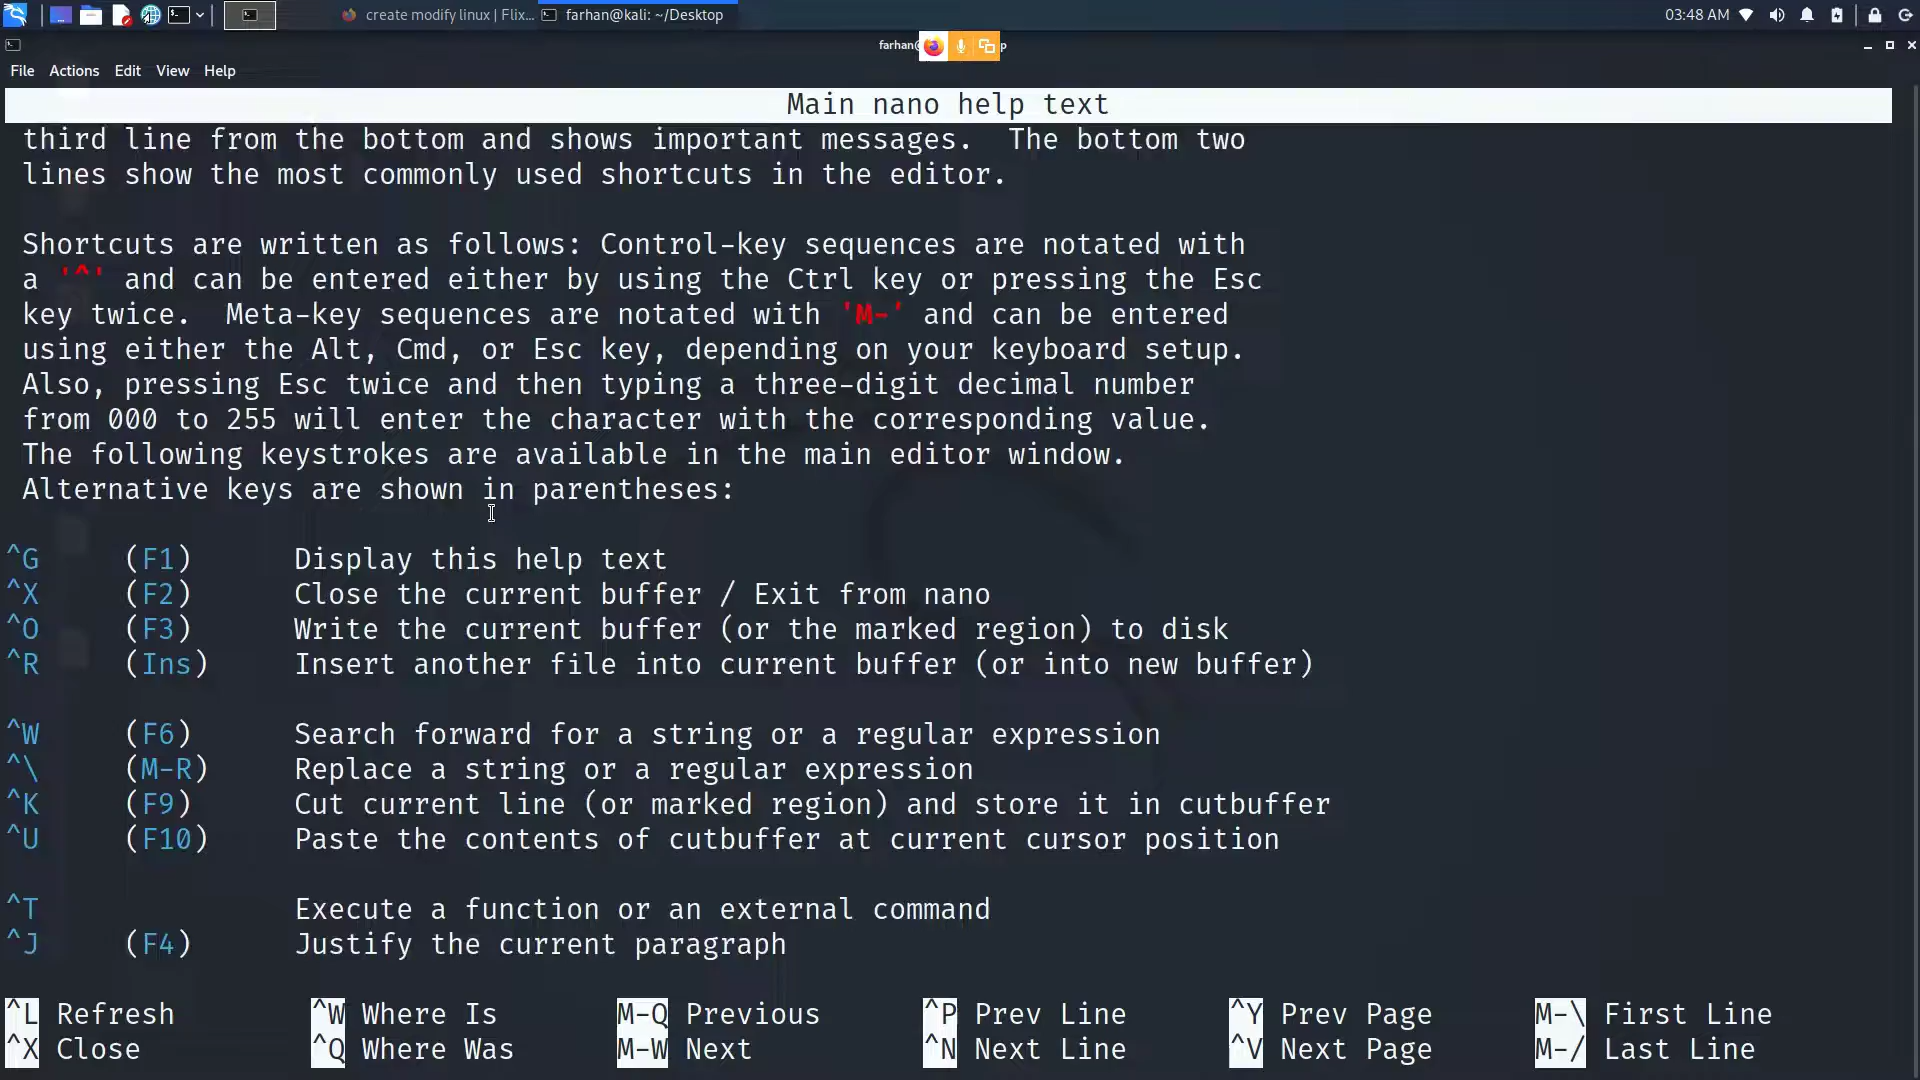 create modify linux | Flix...
farhan@kali: ~/Desktop
03:48 AM
farhan@
p
File Actions Edit View Help
Main nano help text
third line from the bottom and shows important messages.  The bottom two
lines show the most commonly used shortcuts in the editor.
Shortcuts are written as follows: Control-key sequences are notated with
a '^' and can be entered either by using the Ctrl key or pressing the Esc
key twice.  Meta-key sequences are notated with 'M-' and can be entered
using either the Alt, Cmd, or Esc key, depending on your keyboard setup.
Also, pressing Esc twice and then typing a three-digit decimal number
from 000 to 255 will enter the character with the corresponding value.
The following keystrokes are available in the main editor window.
Alternative keys are shown in parentheses:
^G (F1) Display this help text
^X (F2) Close the current buffer / Exit from nano
^O (F3) Write the current buffer (or the marked region) to disk
^R (Ins) Insert another file into current buffer (or into new buffer)
^W (F6) Search forward for a string or a regular expression
^\ (M-R) Replace a string or a regular expression
^K (F9) Cut current line (or marked region) and store it in cutbuffer
^U (F10) Paste the contents of cutbuffer at current cursor position
^T Execute a function or an external command
^J (F4) Justify the current paragraph
^L Refresh ^W Where Is M-Q Previous ^P Prev Line ^Y Prev Page M-\ First Line
^X Close ^Q Where Was M-W Next ^N Next Line ^V Next Page M-/ Last Line